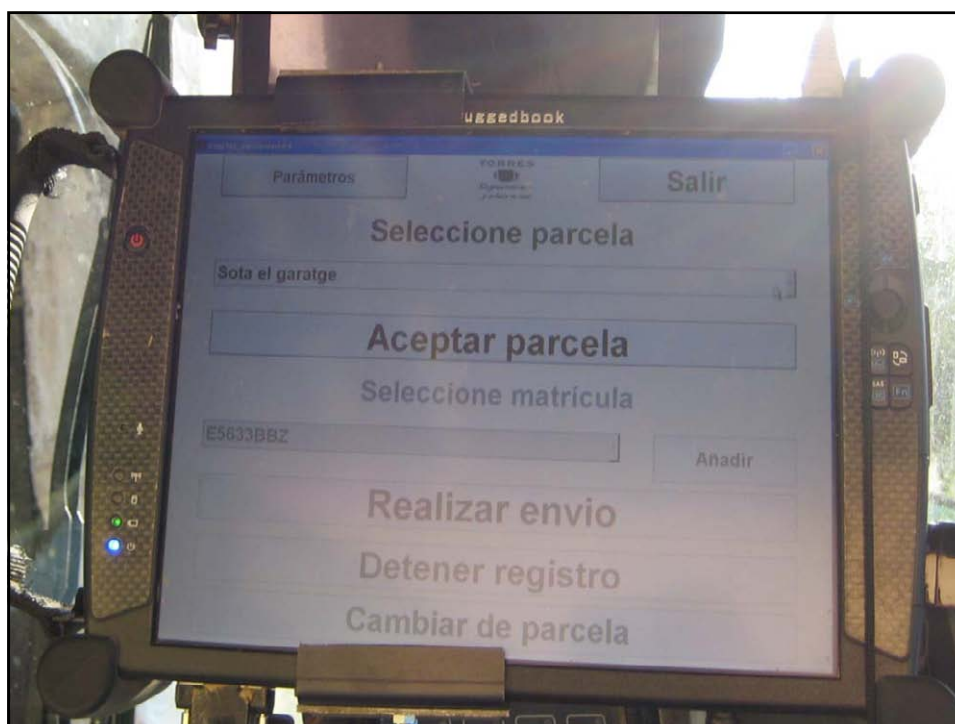 uggedbook
Parámetros
TORRES
Salir
Seleccione parcela
Sota el garatge
Aceptar parcela
Seleccione matrícula
E5633BBZ
Añadir
Realizar envio
Detener registro
Cambiar de parcela
Fn